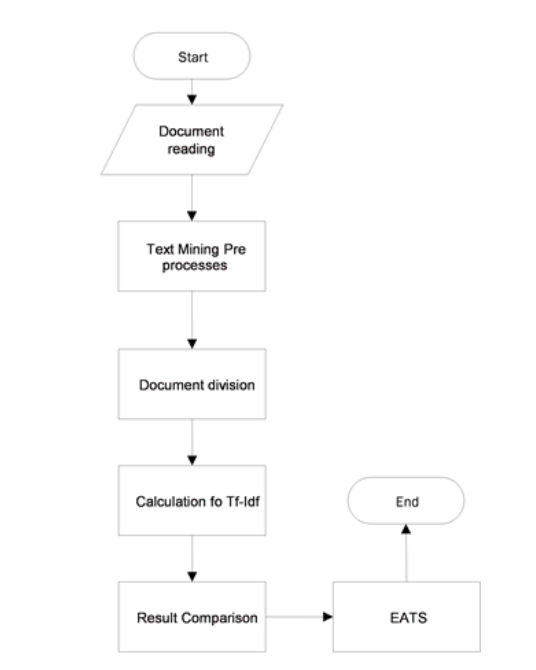 Start
Document
reading
Text Mining Pre
processes
Document division
Calculation fo Tf-Idf
Result Comparison
EATS
End